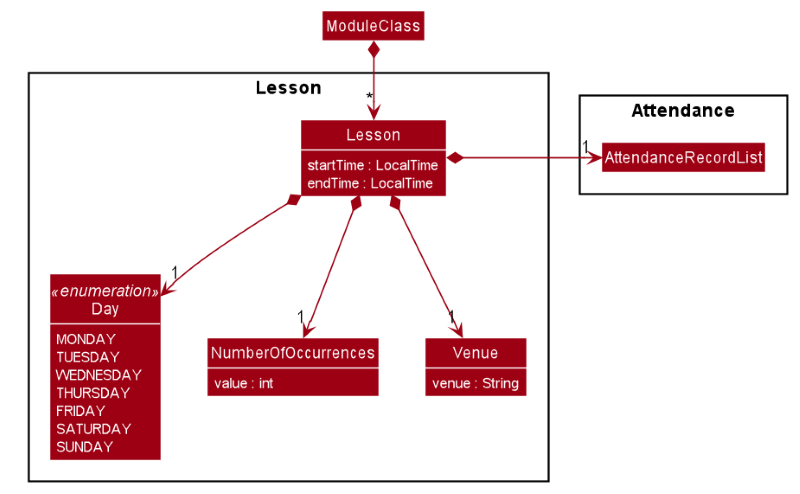 ModuleClass
Lesson
*
Attendance
Lesson
startTime : LocalTime
endTime : LocalTime
1
AttendanceRecordList
1
«enumeration»
Day
MONDAY
TUESDAY
WEDNESDAY
THURSDAY
FRIDAY
SATURDAY
SUNDAY
1
NumberOfOccurrences
value : int
1
Venue
venue : String